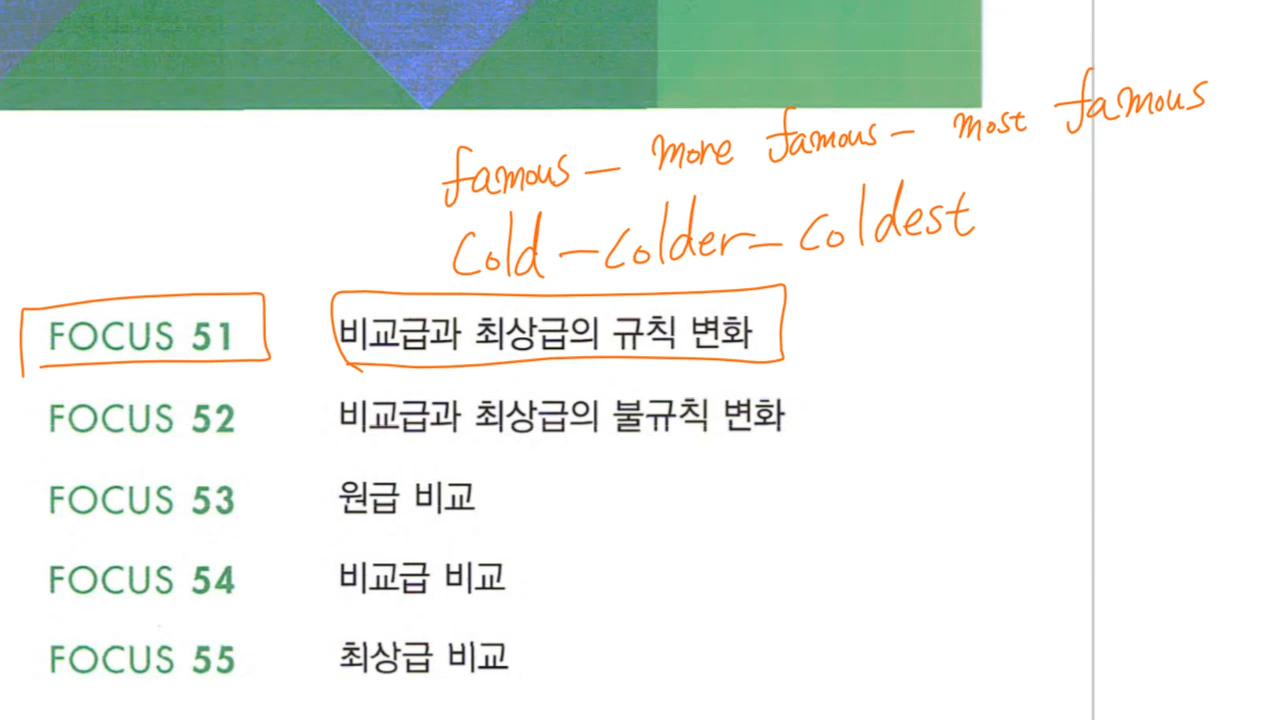 famous - more famous - most famous
cold - colder - coldest
FOCUS 51 비교급과 최상급의 규칙 변화
FOCUS 52 비교급과 최상급의 불규칙 변화
FOCUS 53 원급 비교
FOCUS 54 비교급 비교
FOCUS 55 최상급 비교